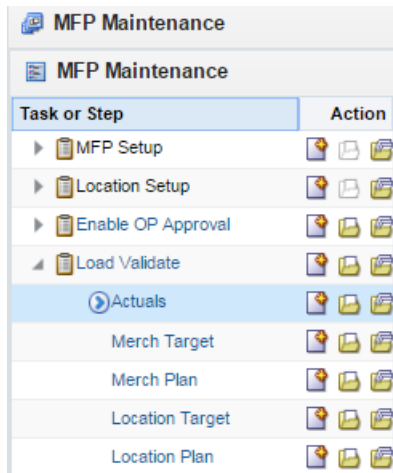 MFP Maintenance
MFP Maintenance
Task or Step Action
MFP Setup
Location Setup
Enable OP Approval
Load Validate
Actuals
Merch Target
Merch Plan
Location Target
Location Plan